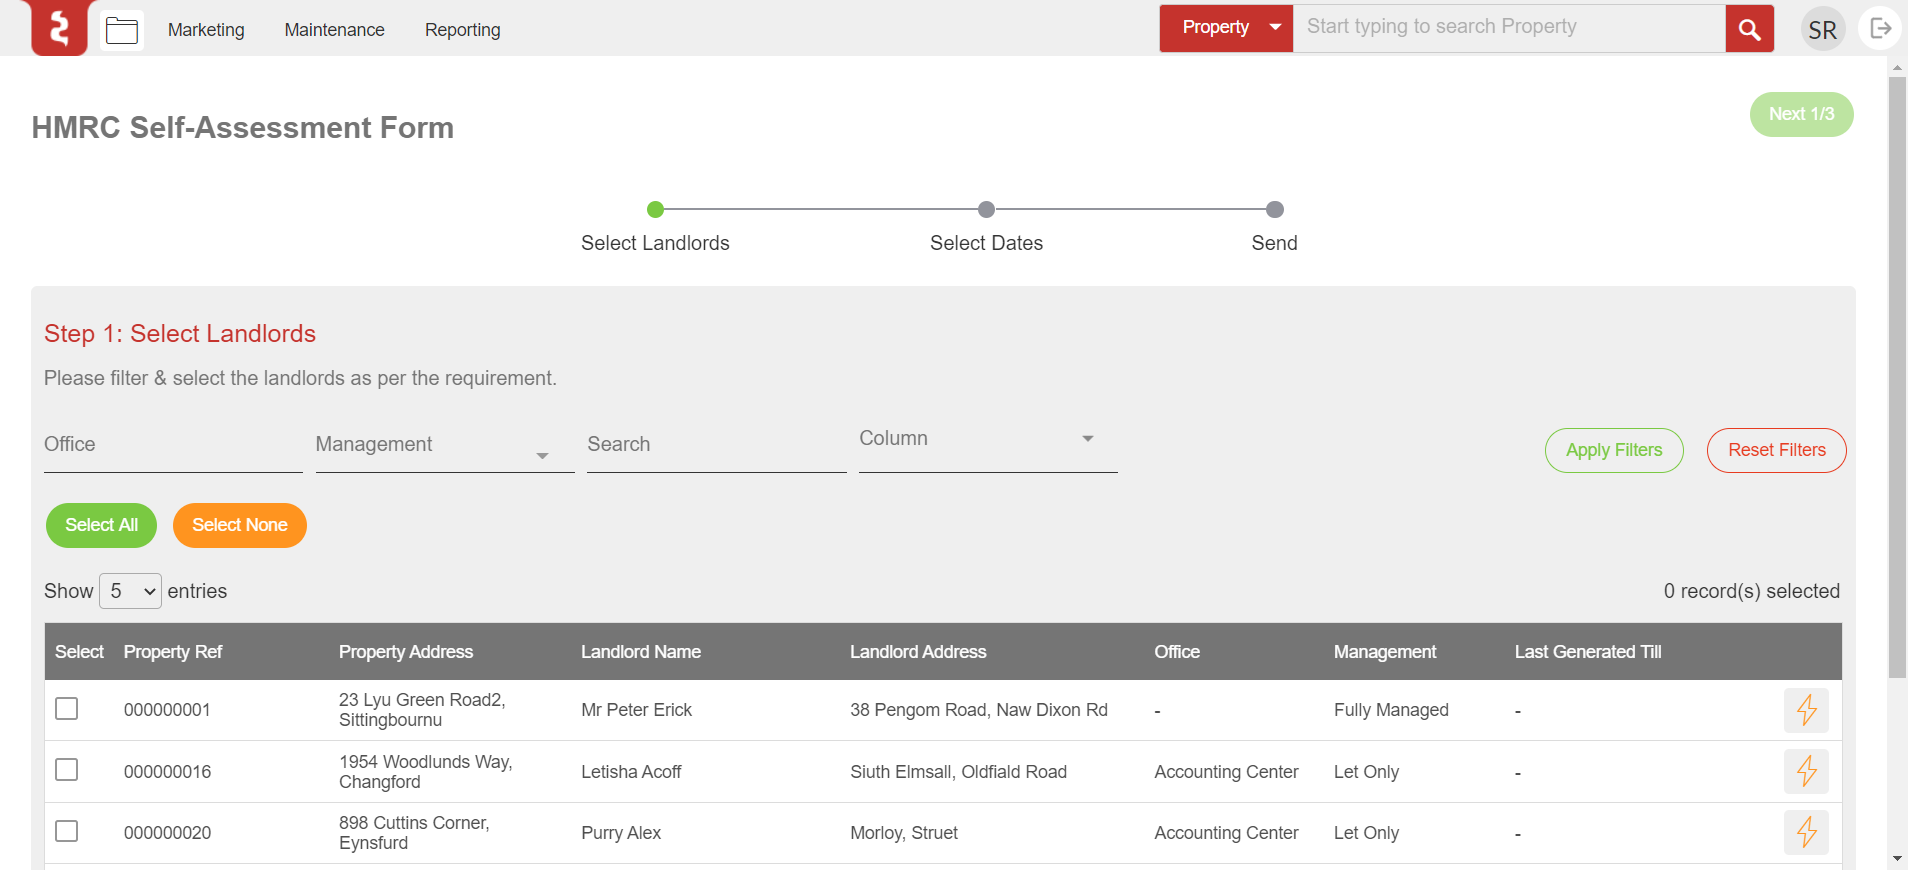 Marketing Maintenance Reporting Property Start typing to search Property SR
HMRC Self-Assessment Form Next 1/3
Select Landlords Select Dates Send
Step 1: Select Landlords
Please filter & select the landlords as per the requirement.
Office Management Search Column Apply Filters Reset Filters
Select All Select None
Show 5 entries 0 record(s) selected
Select Property Ref Property Address Landlord Name Landlord Address Office Management Last Generated Till
000000001 23 Lyu Green Road2, Mr Peter Erick 38 Pengom Road, Naw Dixon Rd - Fully Managed -
Sittingbournu
000000016 1954 Woodlunds Way, Letisha Acoff Siuth Elmsall, Oldfiald Road Accounting Center Let Only -
Changford
000000020 898 Cuttins Corner, Purry Alex Morloy, Struet Accounting Center Let Only -
Eynsfurd